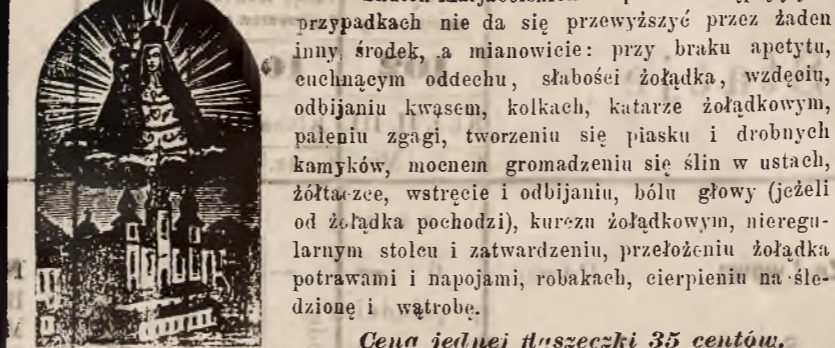 przypadkach nie da się przewyższyć przez żaden
inny środek, a mianowicie: przy braku apetytu,
cuchnącym oddechu, słabości żołądka, wzdęciu,
odbijaniu kwasem, kolkach, katarze żołądkowym,
paleniu zgagi, tworzeniu się piasku i drobnych
kamyków, mocnem gromadzeniu się ślin w ustach,
żółtaczce, wstręcie i odbijaniu, bólu głowy (jeżeli
od żołądka pochodzi), kurczu żołądkowym, nieregu-
larnym stolcu i zatwardzeniu, przełożeniu żołądka
potrawami i napojami, robakach, cierpieniu na śle-
dzionę i wątrobę.
Cena jednej flaszeczki 35 centów.